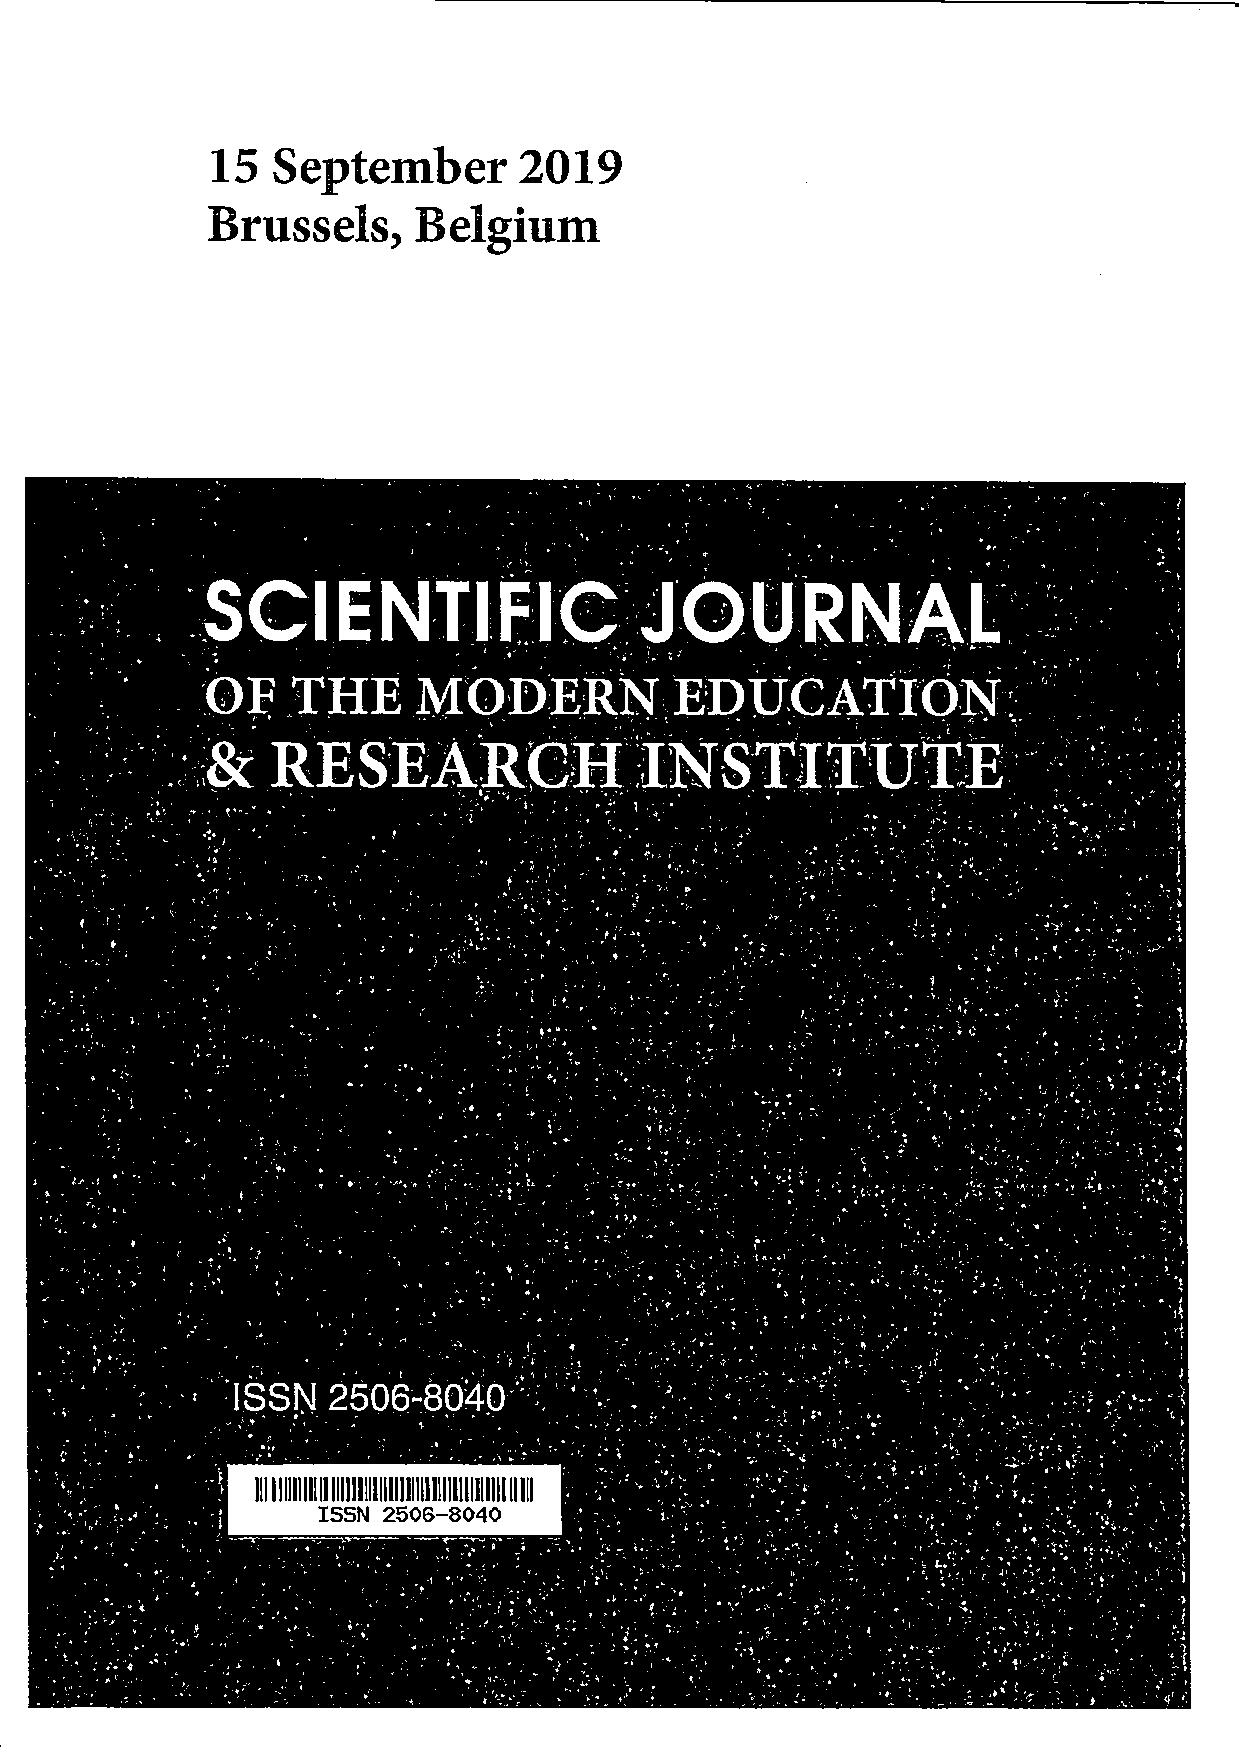 15 September 2019
Brussels, Belgium
SCIENTIFIC JOURNAL
OF THE MODERN EDUCATION
& RESEARCH INSTITUTE
ISSN 2506-8040
ISSN 2506-8040